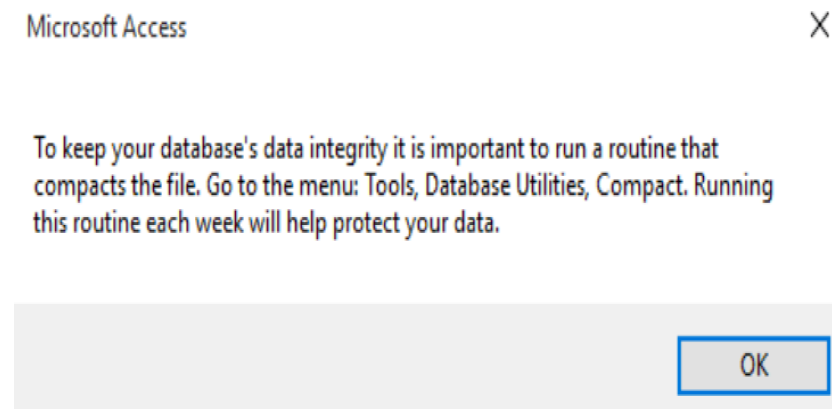 Microsoft Access
To keep your database's data integrity it is important to run a routine that
compacts the file. Go to the menu: Tools, Database Utilities, Compact. Running
this routine each week will help protect your data.
OK